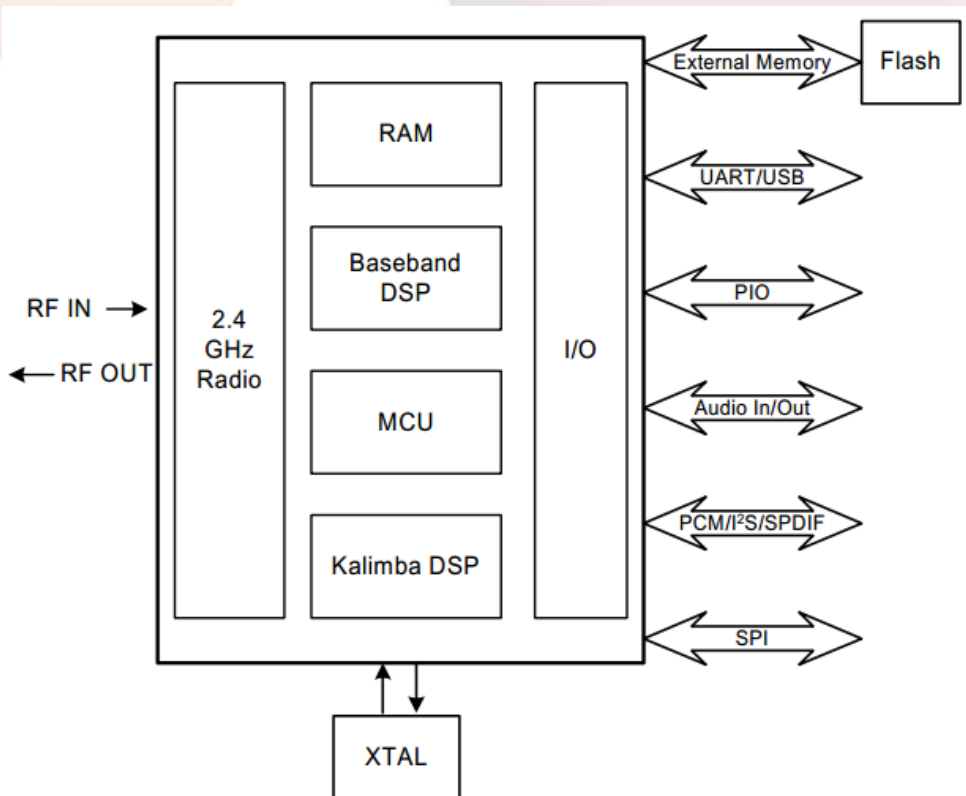 External Memory
Flash
RAM
UART/USB
Baseband
DSP
PIO
RF IN
2.4
GHz
Radio
I/O
RF OUT
MCU
Audio In/Out
PCM/I²S/SPDIF
Kalimba DSP
SPI
XTAL